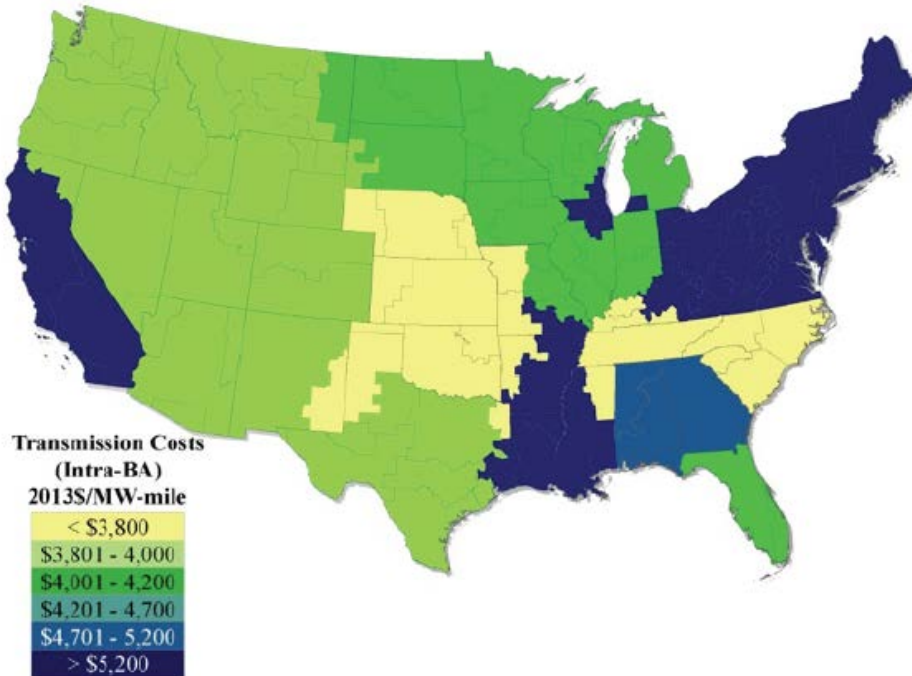 Transmission Costs
(Intra-BA)
2013$/MW-mile
< $3,800
$3,801 - 4,000
$4,001 - 4,200
$4,201 - 4,700
$4,701 - 5,200
> $5,200